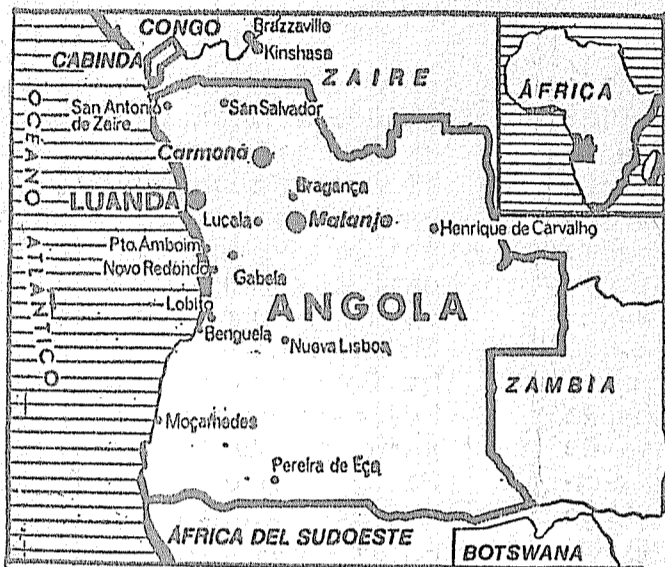 CONGO
Brazzaville
Kinshasa
CABINDA
ZAIRE
ÁFRICA
OCEANO ATLANTICO
San Antonio
de Zaire
San Salvador
Carmoná
Bragança
LUANDA
Lucala
Malanje
Henrique de Carvalho
Pto. Amboim
Novo Redondo
Gabela
Lobito
ANGOLA
Benguela
Nueva Lisboa
ZAMBIA
Moçamedes
Pereira de Eça
ÁFRICA DEL SUDOESTE
BOTSWANA